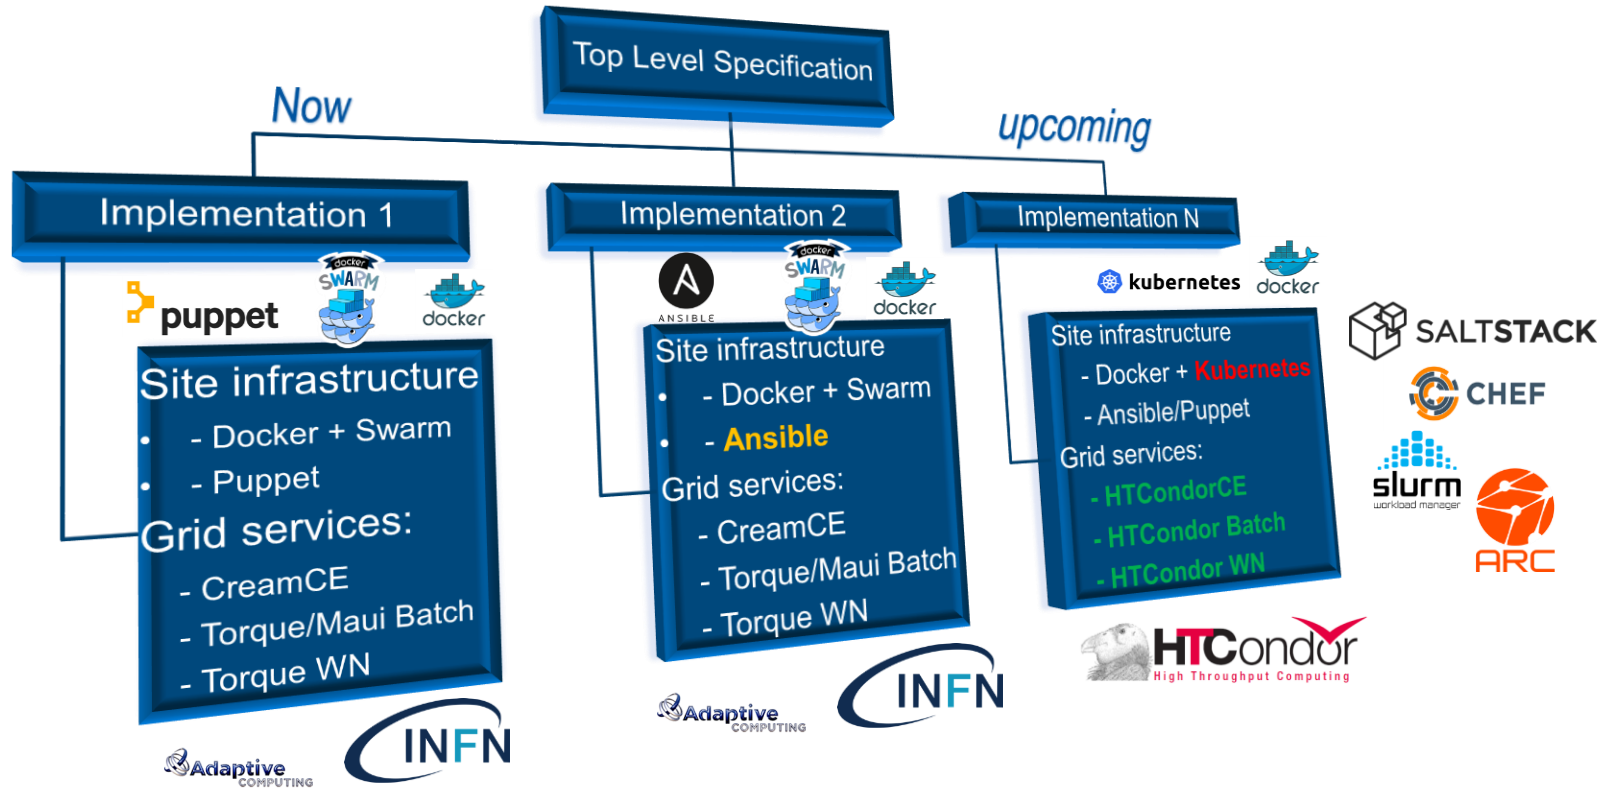 Top Level Specification
Now
upcoming
Implementation 1
Implementation 2
Implementation N
puppet
docker
SWARM
docker
Site infrastructure
- Docker + Swarm
- Puppet
Grid services:
- CreamCE
- Torque/Maui Batch
- Torque WN
Adaptive
COMPUTING
INFN
ANSIBLE
docker
SWARM
docker
Site infrastructure
- Docker + Swarm
- Ansible
Grid services:
- CreamCE
- Torque/Maui Batch
- Torque WN
Adaptive
COMPUTING
INFN
kubernetes
docker
Site infrastructure
- Docker + Kubernetes
- Ansible/Puppet
Grid services:
- HTCondorCE
- HTCondor Batch
- HTCondor WN
HTCondor
High Throughput Computing
SALTSTACK
CHEF
slurm
workload manager
ARC